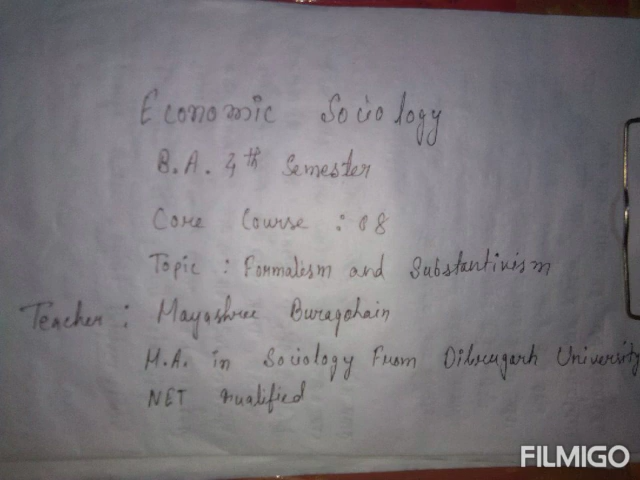 Economic Sociology
B.A. 4th Semester
Core Course : 08
Topic : Formalism and Substantivism
Teacher : Mayashree Buragohain
M.A. in Sociology From Dibrugarh University
NET Qualified
FILMIGO